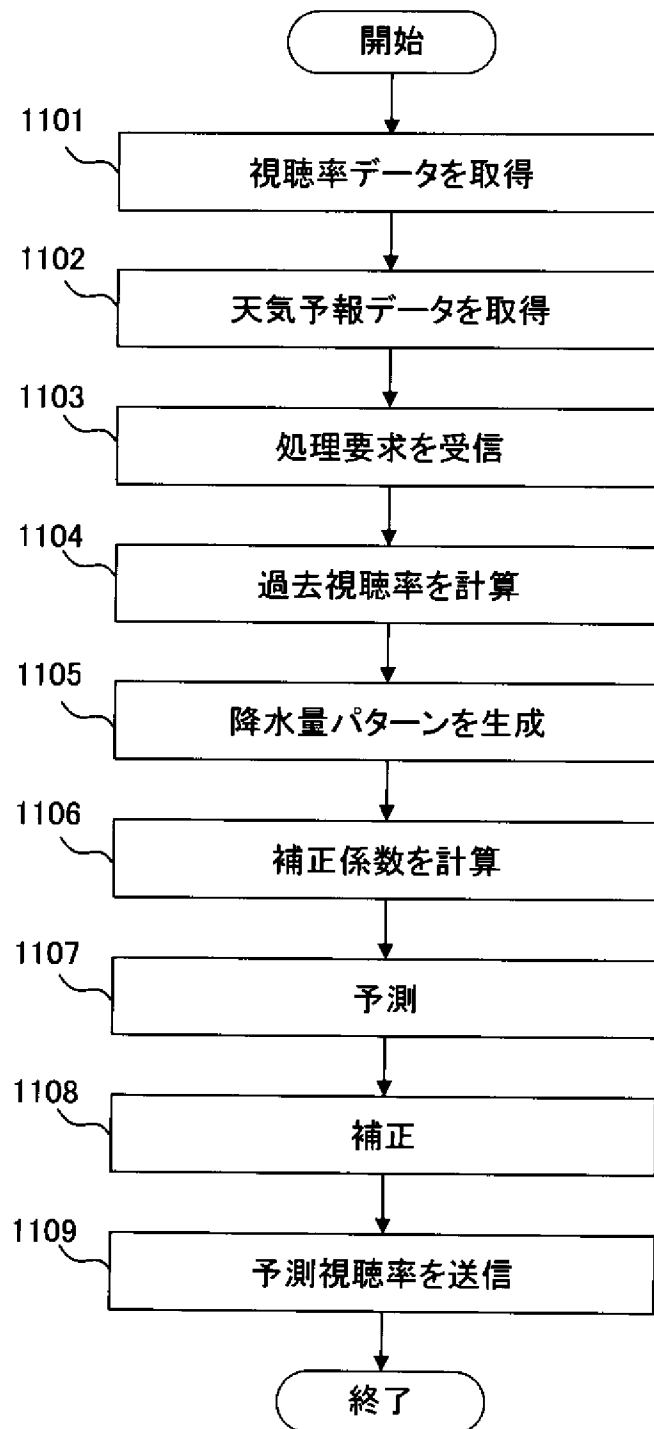 開始
1101
視聴率データを取得
1102
天気予報データを取得
1103
処理要求を受信
1104
過去視聴率を計算
1105
降水量パターンを生成
1106
補正係数を計算
1107
予測
1108
補正
1109
予測視聴率を送信
終了